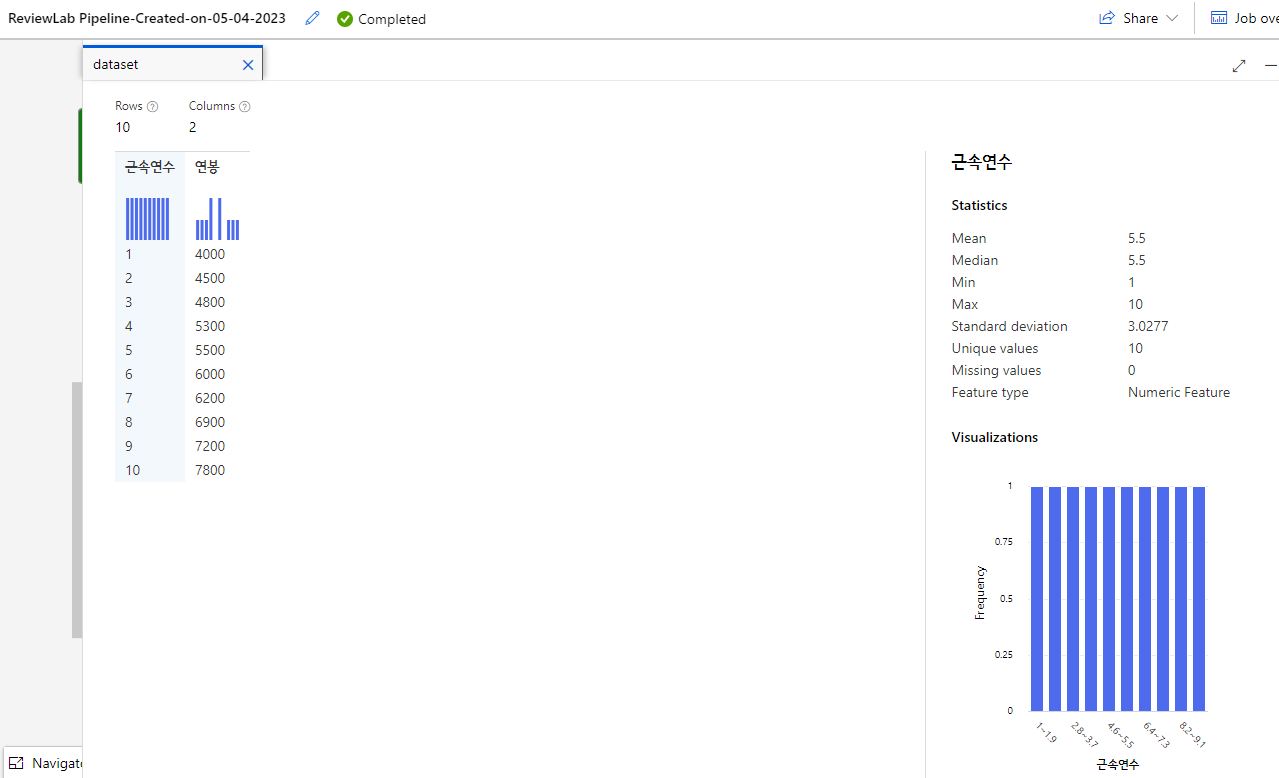 ReviewLab Pipeline-Created-on-05-04-2023 Completed Share Job ove
dataset
Rows Columns
10 2
근속연수 연봉
1 4000
2 4500
3 4800
4 5300
5 5500
6 6000
7 6200
8 6900
9 7200
10 7800
근속연수
Statistics
Mean 5.5
Median 5.5
Min 1
Max 10
Standard deviation 3.0277
Unique values 10
Missing values 0
Feature type Numeric Feature
Visualizations
1
0.75
0.5
0.25
0
Frequency
1~1.9 2.8~3.7 4.6~5.5 6.4~7.3 8.2~9.1
근속연수
Navigato